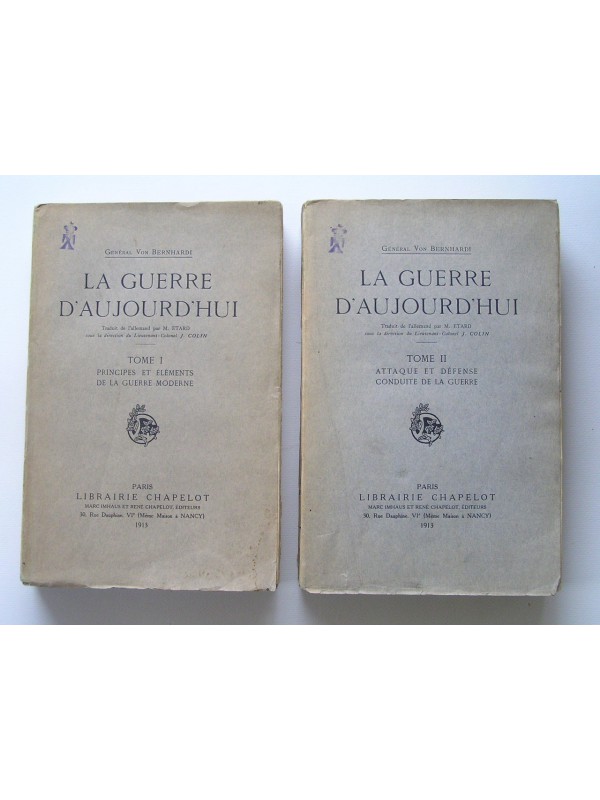 GÉNÉRAL VON BERNHARDI
LA GUERRE
D'AUJOURD'HUI
Traduit de l'allemand par M. ETARD
sous la direction du Lieutenant-Colonel J. COLIN
TOME I
PRINCIPES ET ÉLÉMENTS
DE LA GUERRE MODERNE
PARIS
LIBRAIRIE CHAPELOT
MARC IMHAUS ET RENÉ CHAPELOT, ÉDITEURS
30, Rue Dauphine, VIe (Même Maison à NANCY)
1913
GÉNÉRAL VON BERNHARDI
LA GUERRE
D'AUJOURD'HUI
Traduit de l'allemand par M. ETARD
sous la direction du Lieutenant-Colonel J. COLIN
TOME II
ATTAQUE ET DÉFENSE
CONDUITE DE LA GUERRE
PARIS
LIBRAIRIE CHAPELOT
MARC IMHAUS ET RENÉ CHAPELOT, ÉDITEURS
30, Rue Dauphine, VIe (Même Maison à NANCY)
1913